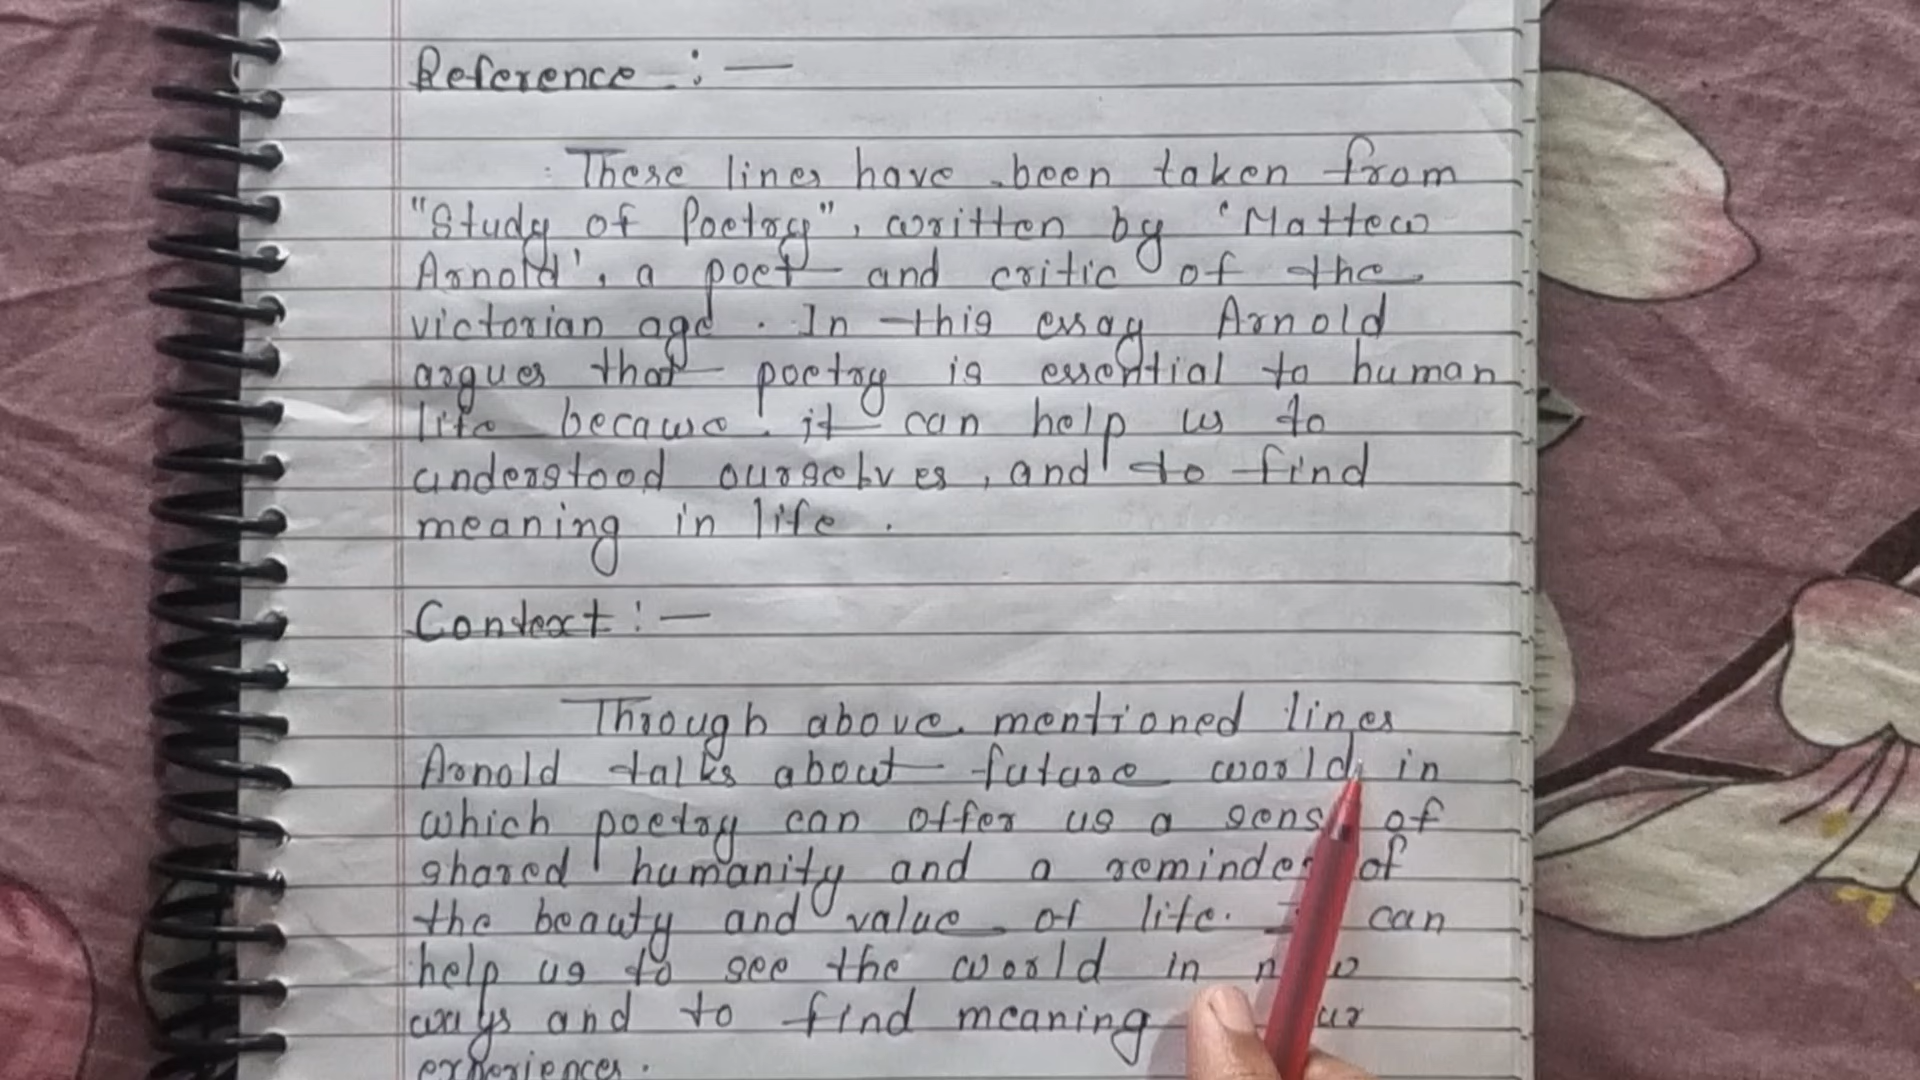 Reference :—
These lines have been taken from
"Study of Poetry", written by 'Mattew
Arnold', a poet and critic of the
victorian age. In this essay Arnold
argues that poetry is essential to human
life because it can help us to
understood ourselves, and to find
meaning in life.
Context :—
Through above mentioned lines
Arnold talks about future world in
which poetry can offer us a sens of
shared humanity and a reminder of
the beauty and value of life. can
help us to see the world in
ways and to find meaning
experiences.